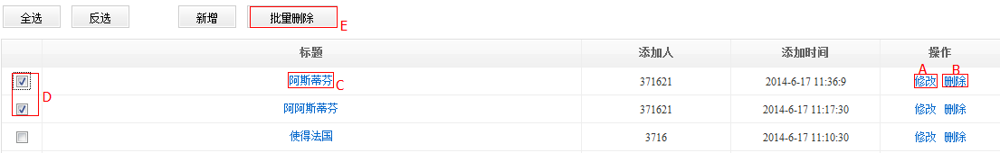 全选 反选 新增 批量删除 E
标题 添加人 添加时间 操作
A B
阿斯蒂芬 C 371621 2014-6-17 11:36:9 修改 删除
D
阿阿斯蒂芬 371621 2014-6-17 11:17:30 修改 删除
使得法国 3716 2014-6-17 11:10:30 修改 删除